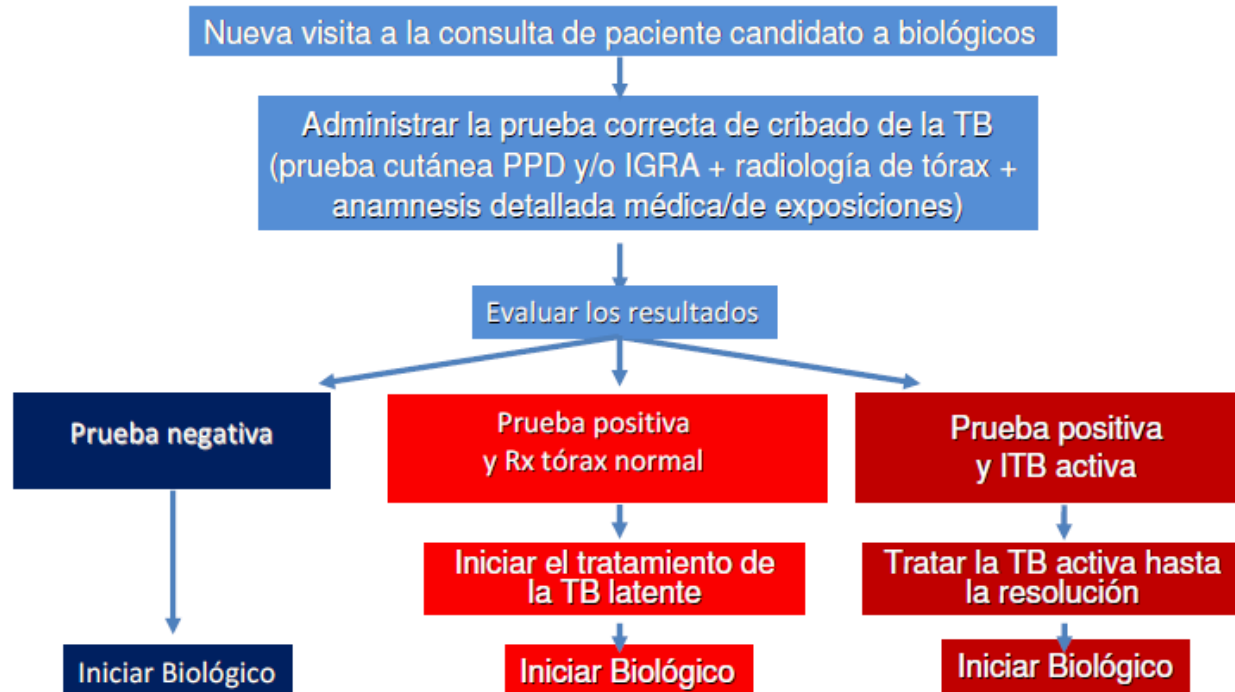 Nueva visita a la consulta de paciente candidato a biológicos
Administrar la prueba correcta de cribado de la TB
(prueba cutánea PPD y/o IGRA + radiología de tórax +
anamnesis detallada médica/de exposiciones)
Evaluar los resultados
Prueba negativa
Iniciar Biológico
Prueba positiva
y Rx tórax normal
Iniciar el tratamiento de
la TB latente
Iniciar Biológico
Prueba positiva
y ITB activa
Tratar la TB activa hasta
la resolución
Iniciar Biológico